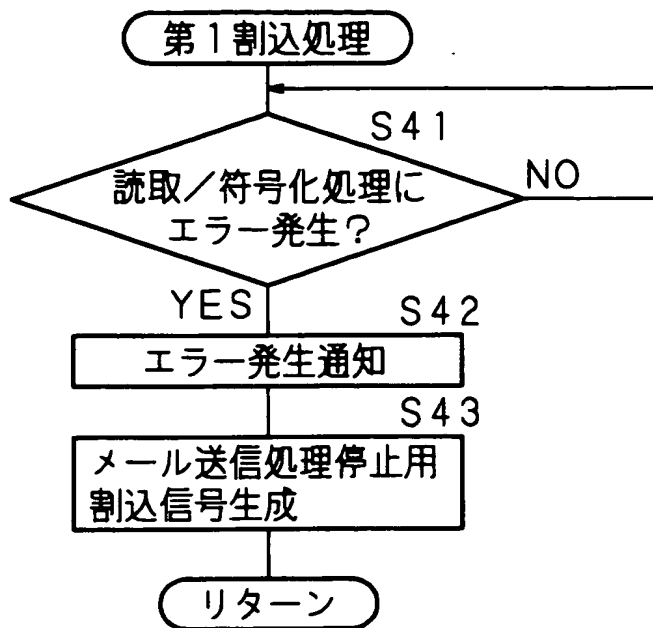 第1割込処理
S41
読取／符号化処理に
エラー発生？
NO
YES
S42
エラー発生通知
S43
メール送信処理停止用
割込信号生成
リターン